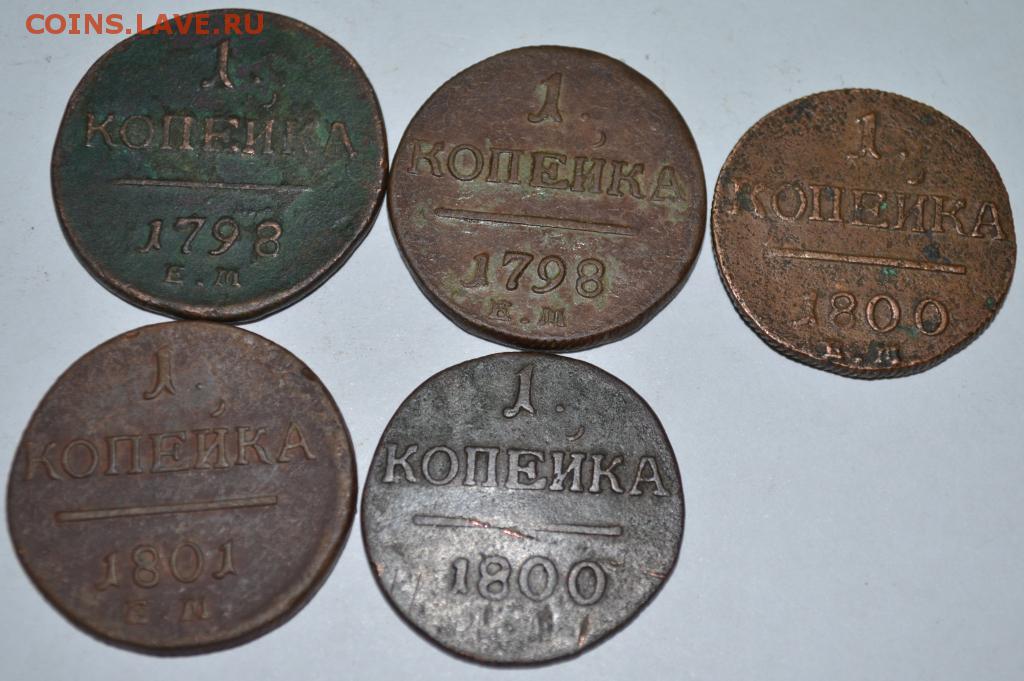 COINS.LAVE.RU
1.
КОПЕЙКА
1798
Е.М
1.
КОПЕЙКА
1798
Е.М
1.
КОПЕЙКА
1800
Е.М.
1.
КОПЕЙКА
1801
Е.М
1.
КОПЕЙКА
1800